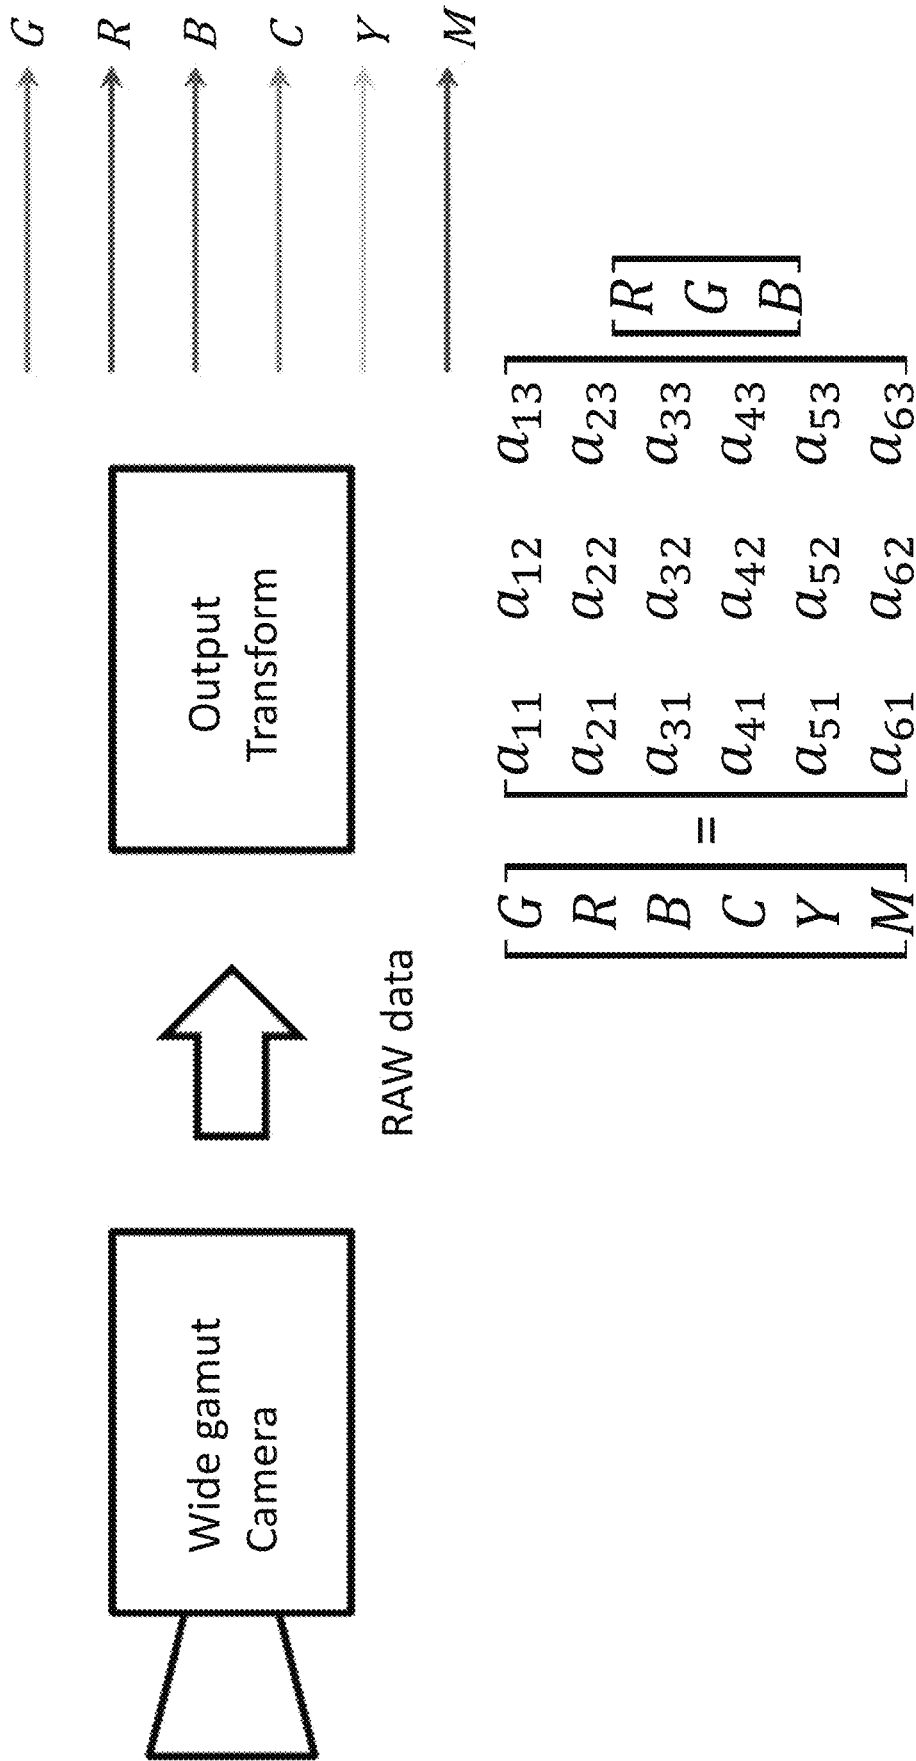 Wide gamut
Camera
RAW data
Output
Transform
G
R
B
C
Y
M
G
R
B
C
Y
M
=
a11 a12 a13
a21 a22 a23
a31 a32 a33
a41 a42 a43
a51 a52 a53
a61 a62 a63
R
G
B